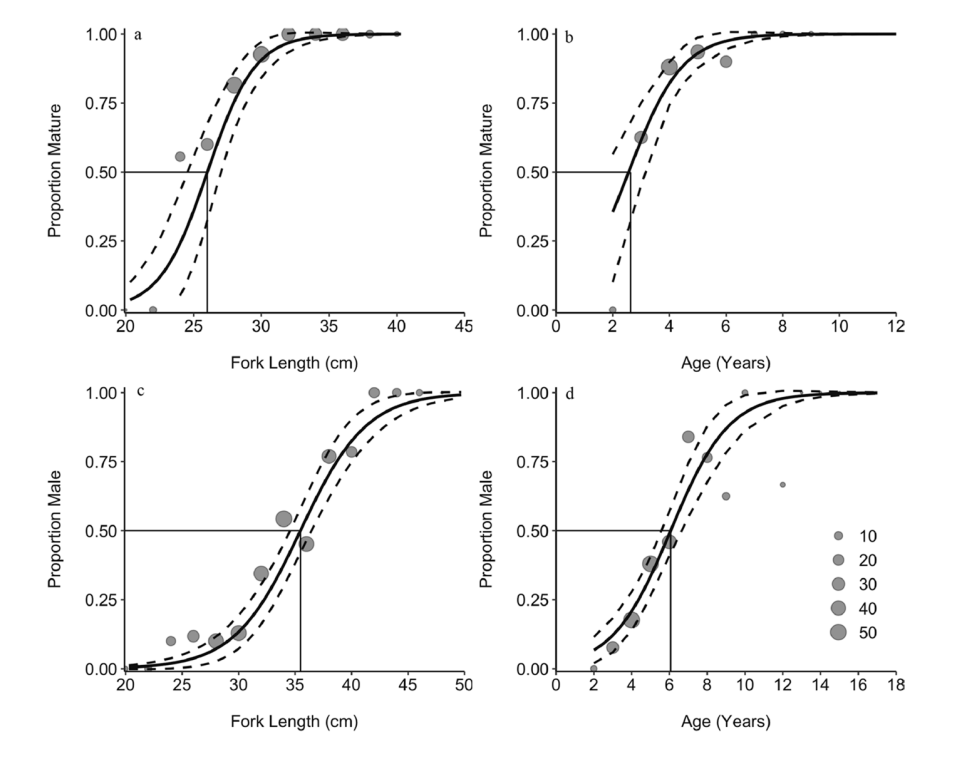 a
1.00
0.75
0.50
0.25
0.00
Proportion Mature
20 25 30 35 40 45
Fork Length (cm)
b
1.00
0.75
0.50
0.25
0.00
Proportion Mature
0 2 4 6 8 10 12
Age (Years)
c
1.00
0.75
0.50
0.25
0.00
Proportion Male
20 25 30 35 40 45 50
Fork Length (cm)
d
1.00
0.75
0.50
0.25
0.00
Proportion Male
10
20
30
40
50
0 2 4 6 8 10 12 14 16 18
Age (Years)